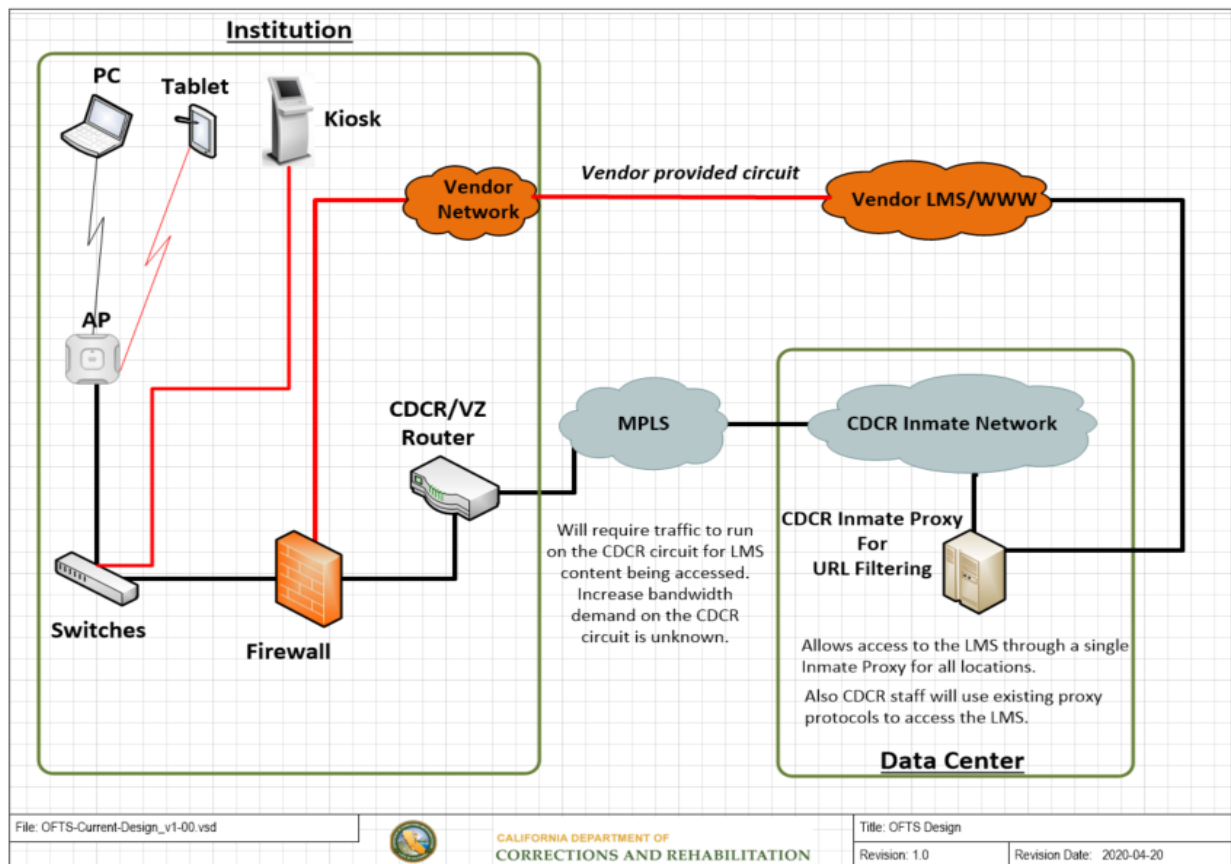 Institution
PC
Tablet
Kiosk
Vendor
Network
Vendor provided circuit
Vendor LMS/WWW
AP
CDCR/VZ
Router
MPLS
CDCR Inmate Network
Switches
Firewall
Will require traffic to run
on the CDCR circuit for LMS
content being accessed.
Increase bandwidth
demand on the CDCR
circuit is unknown.
CDCR Inmate Proxy
For
URL Filtering
Allows access to the LMS through a single
Inmate Proxy for all locations.
Also CDCR staff will use existing proxy
protocols to access the LMS.
Data Center
File: OFTS-Current-Design_v1-00.vsd
CALIFORNIA DEPARTMENT OF
CORRECTIONS AND REHABILITATION
Title: OFTS Design
Revision: 1.0
Revision Date: 2020-04-20